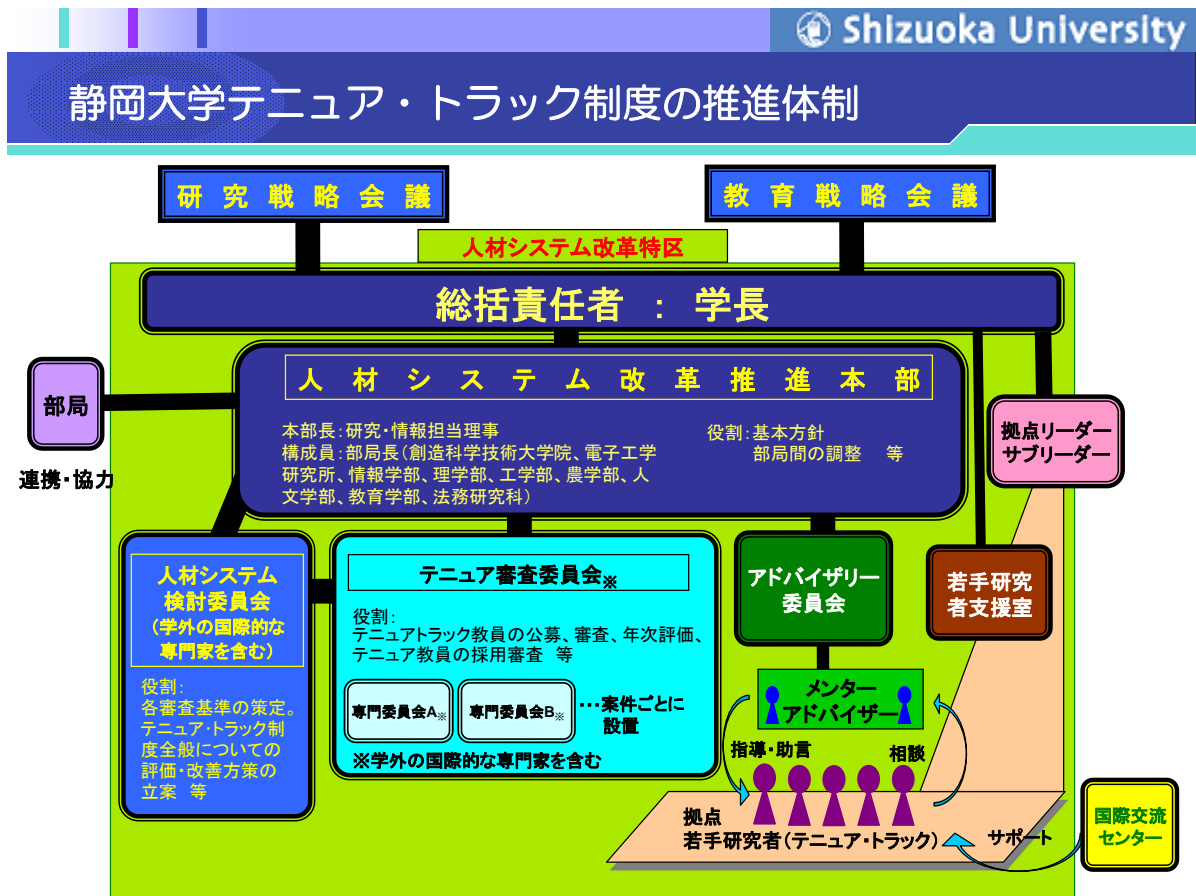 Shizuoka University
静岡大学テニュア・トラック制度の推進体制
研究戦略会議
教育戦略会議
人材システム改革特区
総括責任者 : 学長
人材システム改革推進本部
本部長：研究・情報担当理事
構成員：部局長（創造科学技術大学院、電子工学
研究所、情報学部、理学部、工学部、農学部、人
文学部、教育学部、法務研究科）
役割：基本方針
部局間の調整 等
部局
連携・協力
拠点リーダー
サブリーダー
人材システム
検討委員会
（学外の国際的な
専門家を含む）
役割：
各審査基準の策定。
テニュア・トラック制
度全般についての
評価・改善方策の
立案 等
テニュア審査委員会※
役割：
テニュアトラック教員の公募、審査、年次評価、
テニュア教員の採用審査 等
専門委員会A※
専門委員会B※
…案件ごとに
設置
※学外の国際的な専門家を含む
アドバイザリー
委員会
若手研究
者支援室
メンター
アドバイザー
指導・助言
相談
拠点
若手研究者（テニュア・トラック）
サポート
国際交流
センター